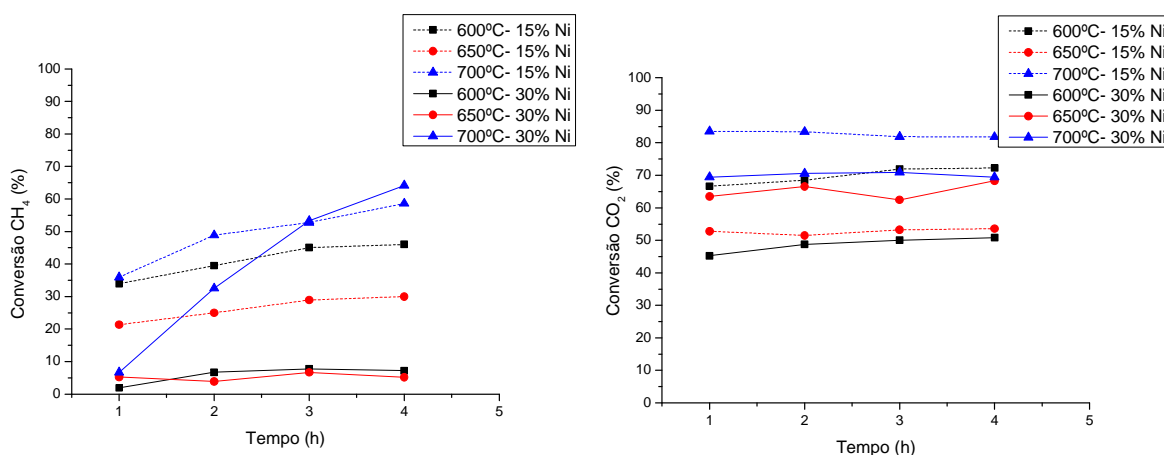 600ºC- 15% Ni
650ºC- 15% Ni
700ºC- 15% Ni
600ºC- 30% Ni
650ºC- 30% Ni
700ºC- 30% Ni
100
90
80
70
60
50
40
30
20
10
0
Conversão CH4 (%)
1 2 3 4 5
Tempo (h)
600ºC- 15% Ni
650ºC- 15% Ni
700ºC- 15% Ni
600ºC- 30% Ni
650ºC- 30% Ni
700ºC- 30% Ni
100
90
80
70
60
50
40
30
20
10
0
Conversão CO2 (%)
1 2 3 4 5
Tempo (h)